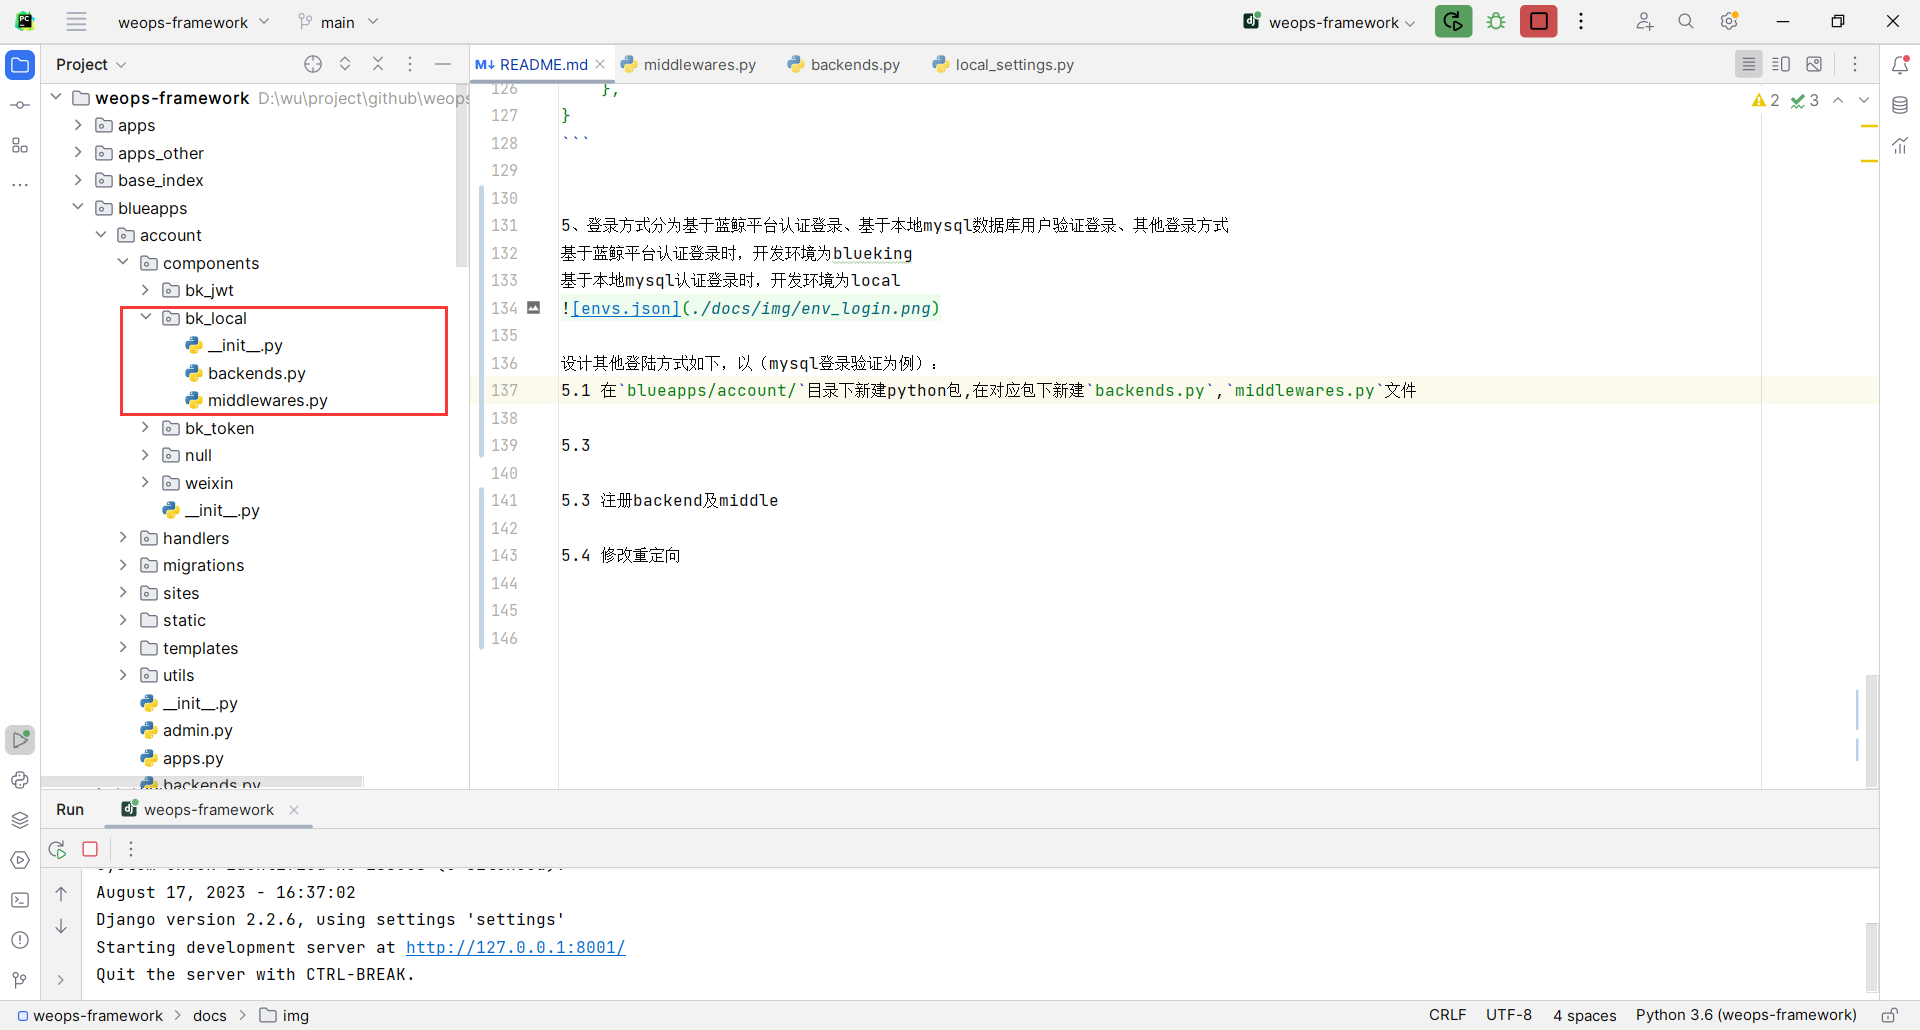 weops-framework
main
weops-framework
Project
README.md
middlewares.py
backends.py
local_settings.py
weops-framework D:\wu\project\github\weops
apps
apps_other
base_index
blueapps
account
components
bk_jwt
bk_local
__init__.py
backends.py
middlewares.py
bk_token
null
weixin
__init__.py
handlers
migrations
sites
static
templates
utils
__init__.py
admin.py
apps.py
backends.py
2
3
126 },
127 }
128 ```
129
130
131 5、登录方式分为基于蓝鲸平台认证登录、基于本地mysql数据库用户验证登录、其他登录方式
132 基于蓝鲸平台认证登录时，开发环境为blueking
133 基于本地mysql认证登录时，开发环境为local
134 ![envs.json](./docs/img/env_login.png)
135
136 设计其他登陆方式如下，以（mysql登录验证为例）：
137 5.1 在`blueapps/account/`目录下新建python包,在对应包下新建`backends.py`,`middlewares.py`文件
138
139 5.3
140
141 5.3 注册backend及middle
142
143 5.4 修改重定向
144
145
146
Run
weops-framework
System check identified no issues (0 silenced).
August 17, 2023 - 16:37:02
Django version 2.2.6, using settings 'settings'
Starting development server at http://127.0.0.1:8001/
Quit the server with CTRL-BREAK.
weops-framework > docs > img
CRLF UTF-8 4 spaces Python 3.6 (weops-framework)